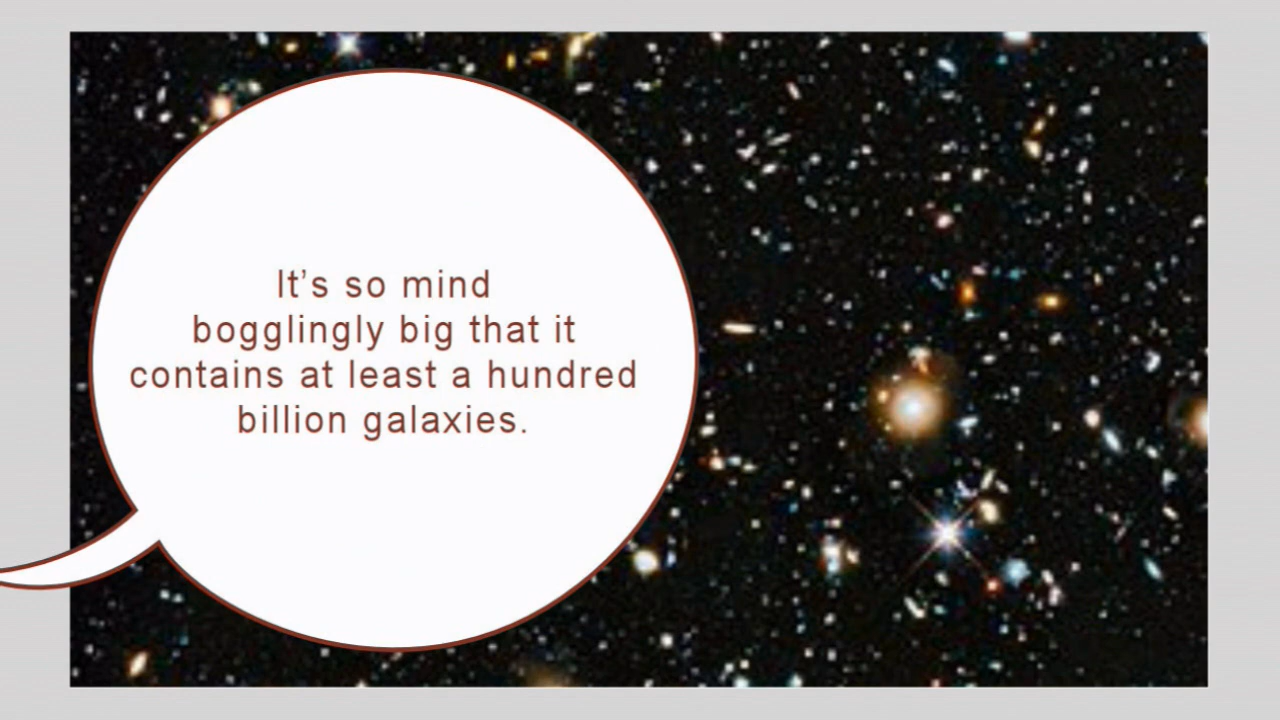 It’s so mind
bogglingly big that it
contains at least a hundred
billion galaxies.